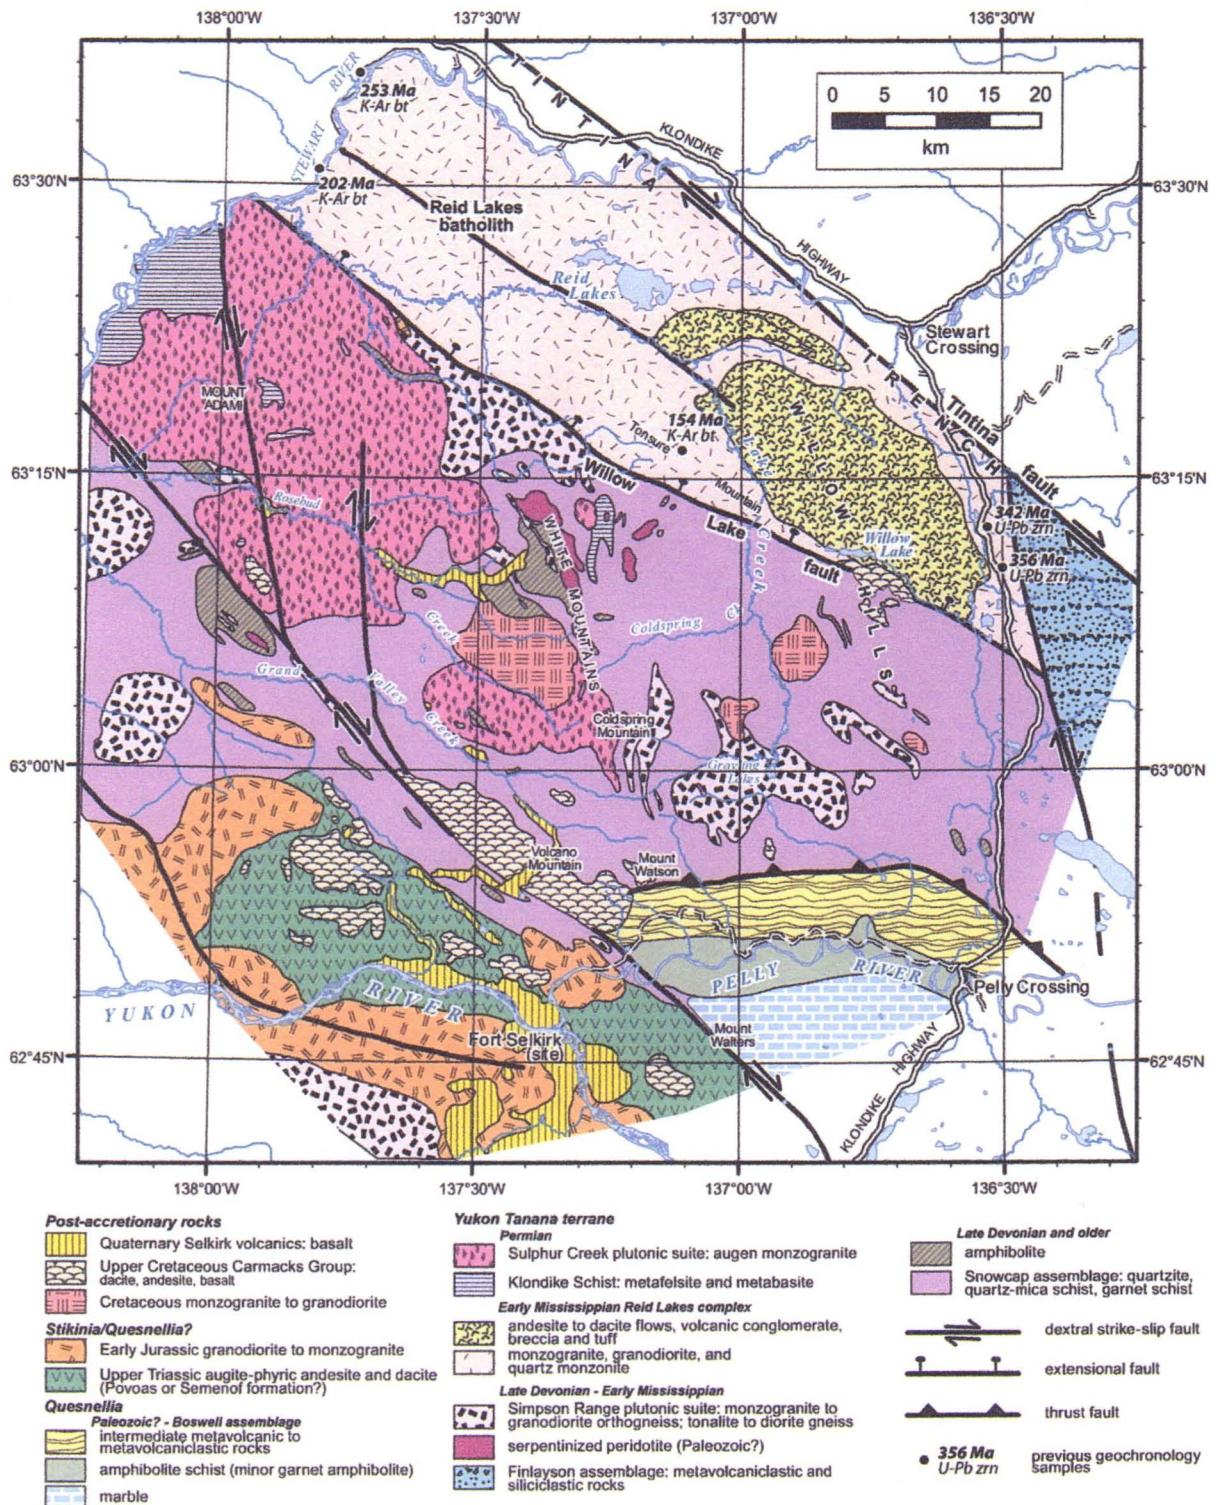 138°00'W 137°30'W 137°00'W 136°30'W
TINTINA
RIVER
STEWART
253 Ma
K-Ar bt
KLONDIKE
0 5 10 15 20
km
63°30'N
63°30'N
202 Ma
K-Ar bt
Reid Lakes
batholith
HIGHWAY
Reid
Lakes
Stewart
Crossing
TRENCH
MOUNT
ADAMI
Tintina
fault
154 Ma
K-Ar bt
Tonsure
Lake
WILLOW
63°15'N
Willow
Lake
fault
63°15'N
Mountain
Creek
Rosebud
342 Ma
U-Pb zrn
WHITE
MOUNTAINS
Willow
Lake
356 Ma
U-Pb zrn
HILLS
Creek
Coldspring
Grand
Valley
Creek
Coldspring
Mountain
63°00'N
63°00'N
Lakes
Volcano
Mountain
Mount
Watson
PELLY RIVER
Pelly Crossing
YUKON
RIVER
Fort Selkirk
(site)
Mount
Walters
62°45'N
62°45'N
KLONDIKE
HIGHWAY
138°00'W 137°30'W 137°00'W 136°30'W
Post-accretionary rocks
Quaternary Selkirk volcanics: basalt
Upper Cretaceous Carmacks Group:
dacite, andesite, basalt
Cretaceous monzogranite to granodiorite
Stikinia/Quesnellia?
Early Jurassic granodiorite to monzogranite
Upper Triassic augite-phyric andesite and dacite
(Povoas or Semenof formation?)
Quesnellia
Paleozoic? - Boswell assemblage
intermediate metavolcanic to
metavolcaniclastic rocks
amphibolite schist (minor garnet amphibolite)
marble
Yukon Tanana terrane
Permian
Sulphur Creek plutonic suite: augen monzogranite
Klondike Schist: metafelsite and metabasite
Early Mississippian Reid Lakes complex
andesite to dacite flows, volcanic conglomerate,
breccia and tuff
monzogranite, granodiorite, and
quartz monzonite
Late Devonian - Early Mississippian
Simpson Range plutonic suite: monzogranite to
granodiorite orthogneiss; tonalite to diorite gneiss
serpentinized peridotite (Paleozoic?)
Finlayson assemblage: metavolcaniclastic and
siliciclastic rocks
Late Devonian and older
amphibolite
Snowcap assemblage: quartzite,
quartz-mica schist, garnet schist
dextral strike-slip fault
extensional fault
thrust fault
356 Ma
U-Pb zrn
previous geochronology
samples